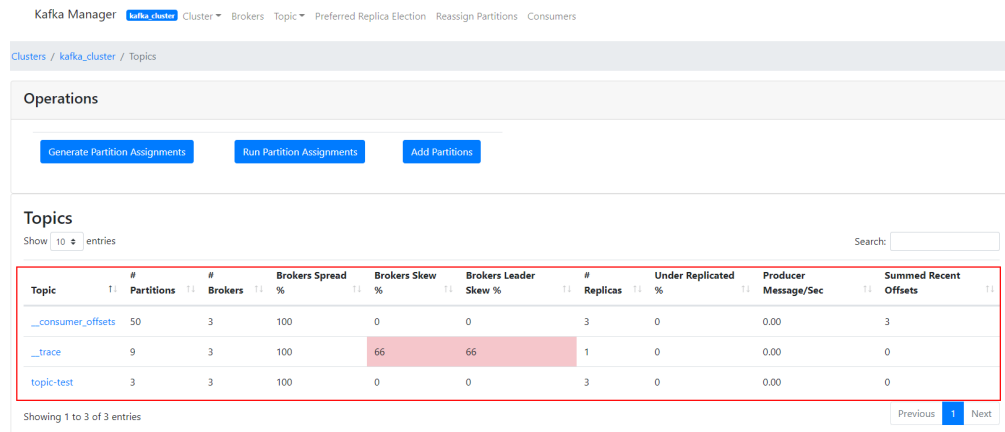 Kafka Manager kafka_cluster Cluster Brokers Topic Preferred Replica Election Reassign Partitions Consumers
Clusters / kafka_cluster / Topics
Operations
Generate Partition Assignments Run Partition Assignments Add Partitions
Topics
Show 10 entries Search:
Topic # Partitions # Brokers Brokers Spread % Brokers Skew % Brokers Leader Skew % # Replicas Under Replicated % Producer Message/Sec Summed Recent Offsets
__consumer_offsets 50 3 100 0 0 3 0 0.00 3
__trace 9 3 100 66 66 1 0 0.00 0
topic-test 3 3 100 0 0 3 0 0.00 0
Showing 1 to 3 of 3 entries Previous 1 Next